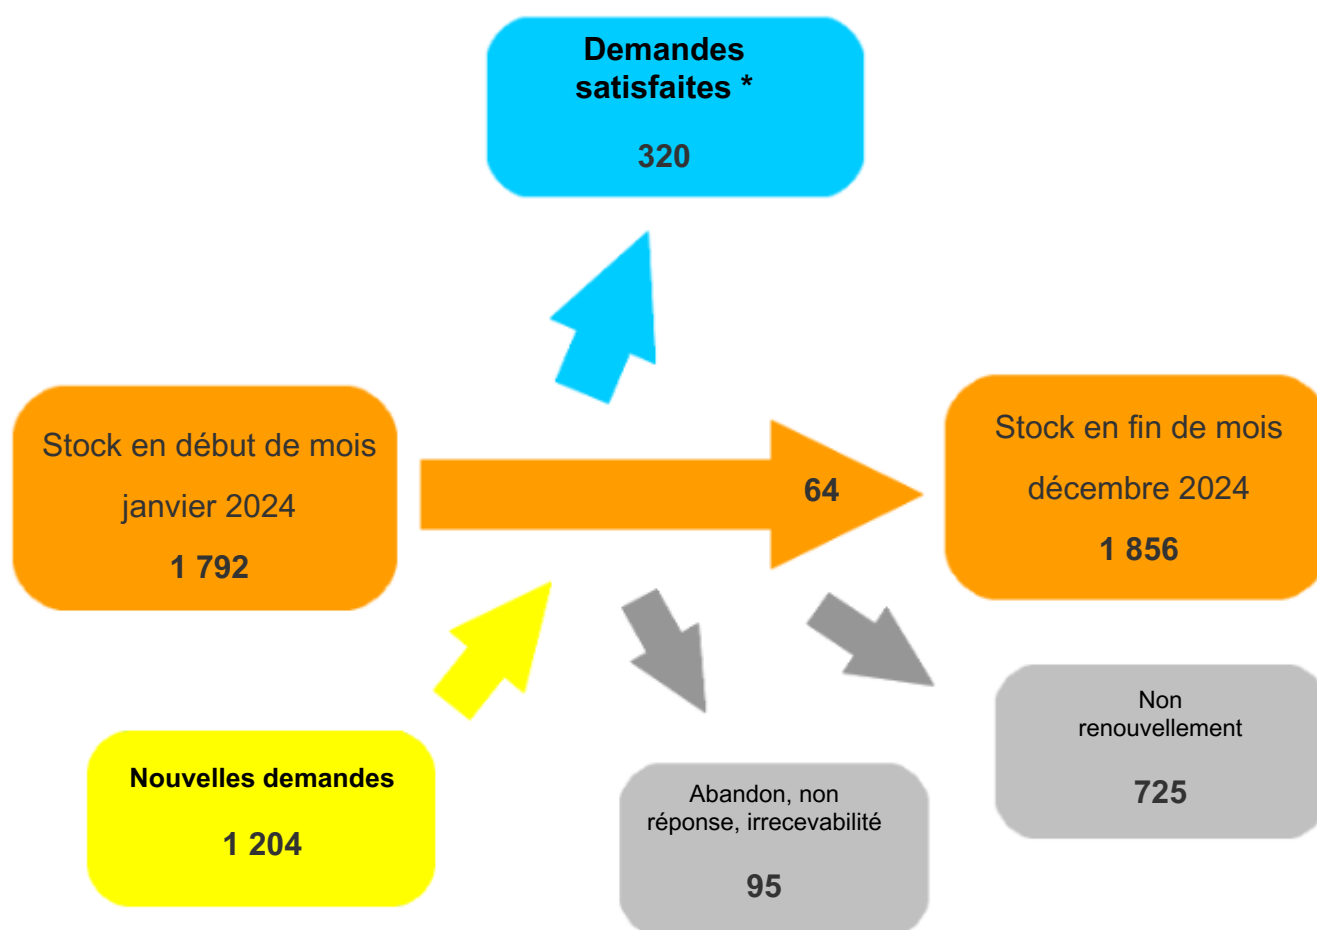 Demandes
satisfaites *
320
Stock en début de mois
janvier 2024
1 792
64
Stock en fin de mois
décembre 2024
1 856
Nouvelles demandes
1 204
Abandon, non
réponse, irrecevabilité
95
Non
renouvellement
725